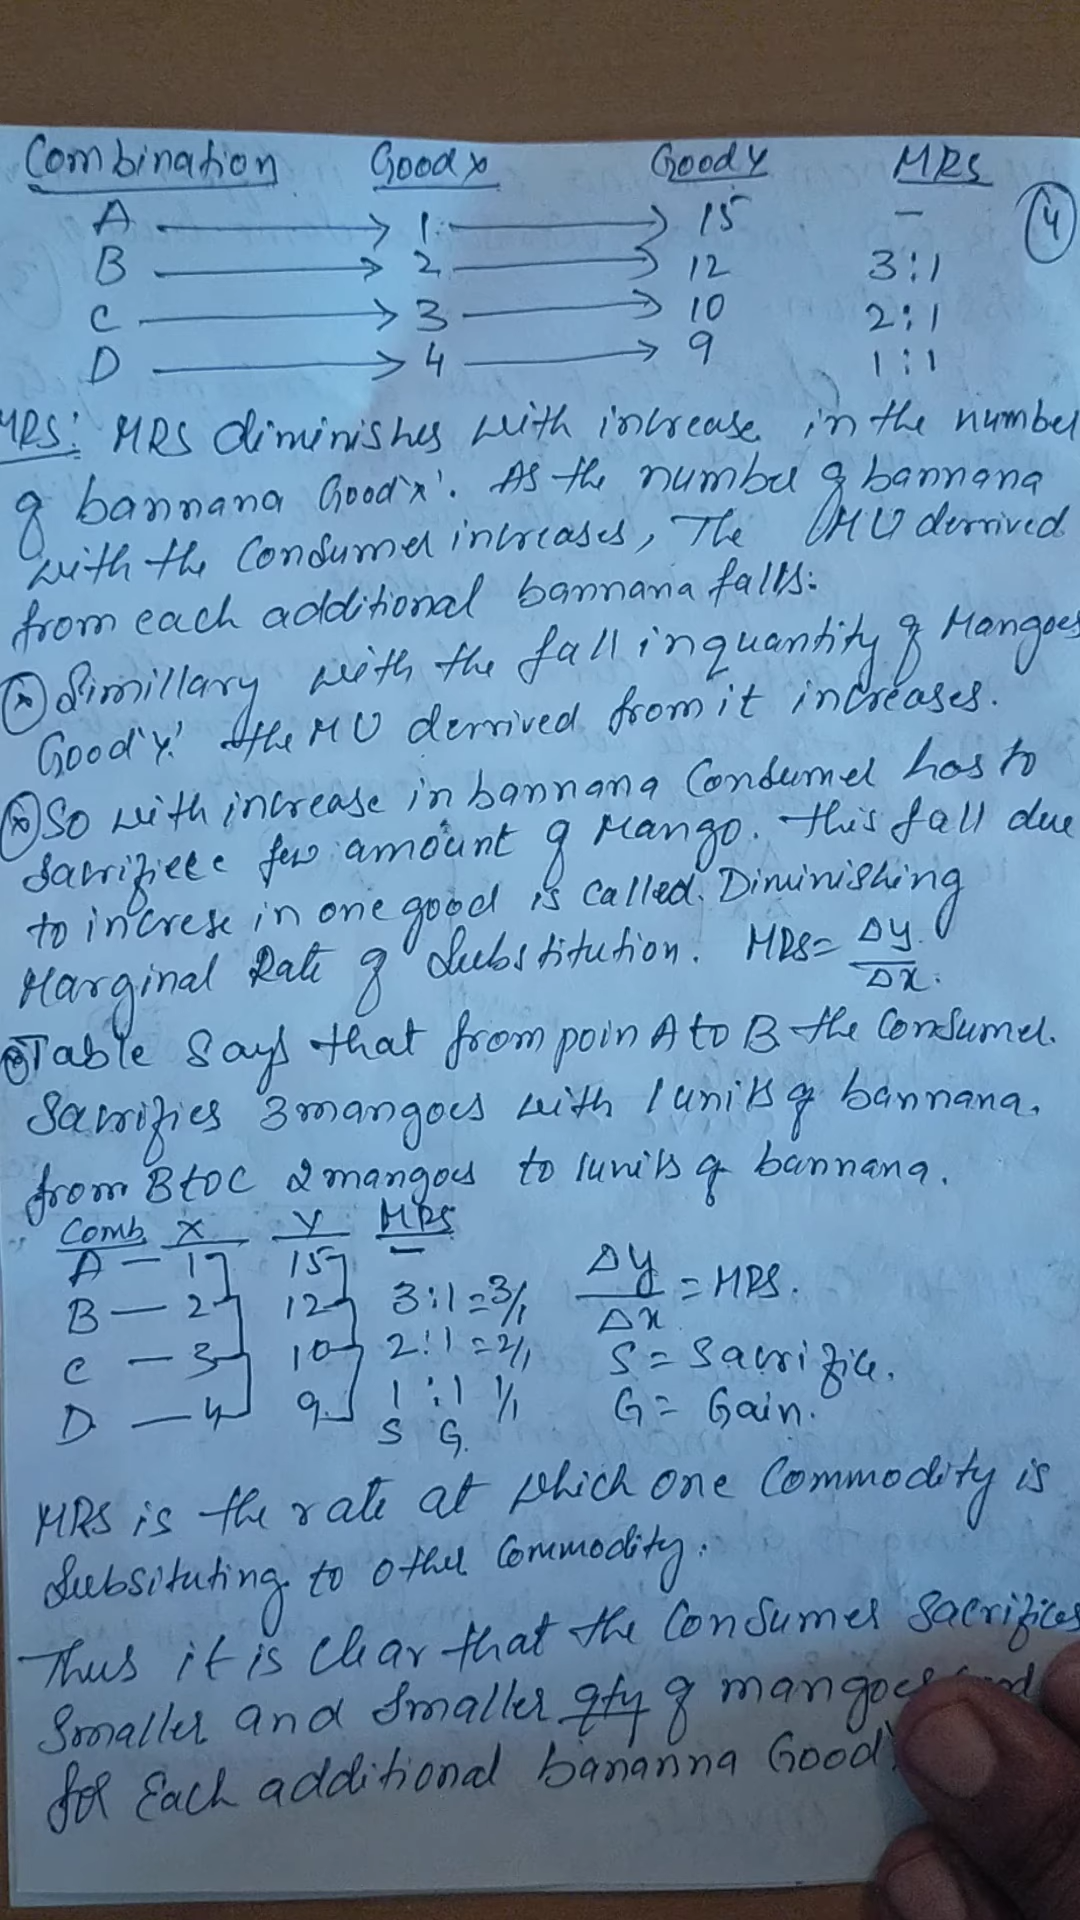 Combination Good x Good y MRS
A → 1 → 15 –
④
B → 2 → 12 3:1
C → 3 → 10 2:1
D → 4 → 9 1:1
MRS: MRS diminishes with increase in the number
of bannana Good 'x'. As the number of bannana
with the Consumer increases, The MU derrived
from each additional bannana falls.
Simillary with the fall in quantity of Mangoes
Good 'y' the MU derrived from it increases.
So with increase in bannana Consumer has to
few amount of Mango. this fall due
to increse in one good is called Diminishing
Marginal Rate of Substitution. MRS= Δy/Δx.
Table Says that from poin A to B the Consumer.
Sacrifies 3 mangoes with 1 units of bannana.
from B to C 2 mangoes to 1 units of bannana.
Comb. X Y MRS
A – 1 15 –
B – 2 12 3:1 = 3/1 Δy/Δx = MRS.
C – 3 10 2:1 = 2/1 S = Sacrifice.
D – 4 9 1:1 1/1 G = Gain.
S G
MRS is the rate at which one Commodity is
Subsituting to other Commodity.
Thus it is clear that the Consumer Sacrifices
Smaller and Smaller qty of mangoes
for Each additional bananna Good